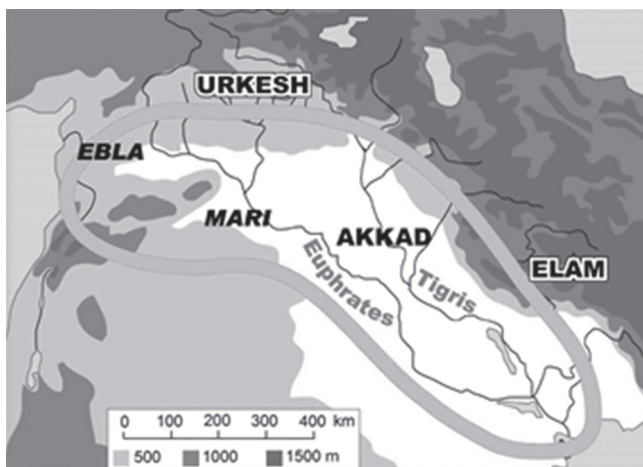 URKESH
EBLA
MARI
AKKAD
ELAM
Euphrates
Tigris
0 100 200 300 400 km
500 1000 1500 m